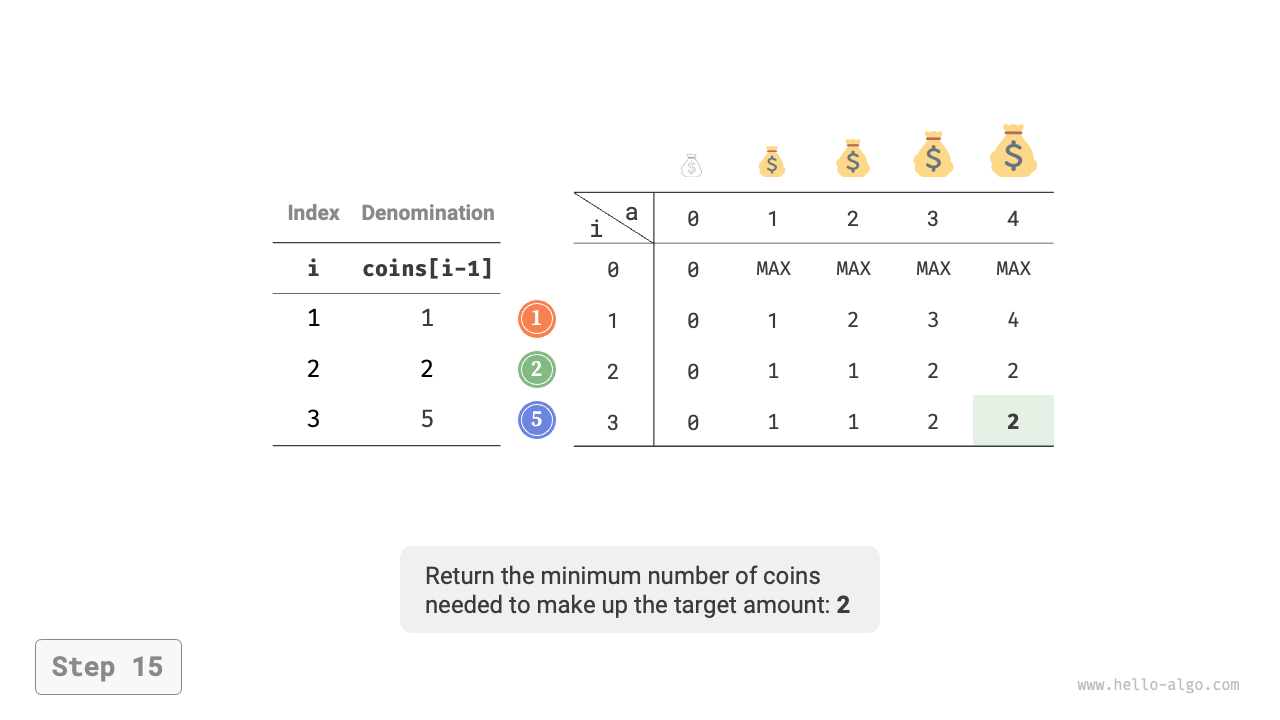 Index Denomination
i coins[i-1]
1 1
2 2
3 5
1
2
5
$ $ $ $ $
i a 0 1 2 3 4
0 0 MAX MAX MAX MAX
1 0 1 2 3 4
2 0 1 1 2 2
3 0 1 1 2 2
Return the minimum number of coins
needed to make up the target amount: 2
Step 15
www.hello-algo.com